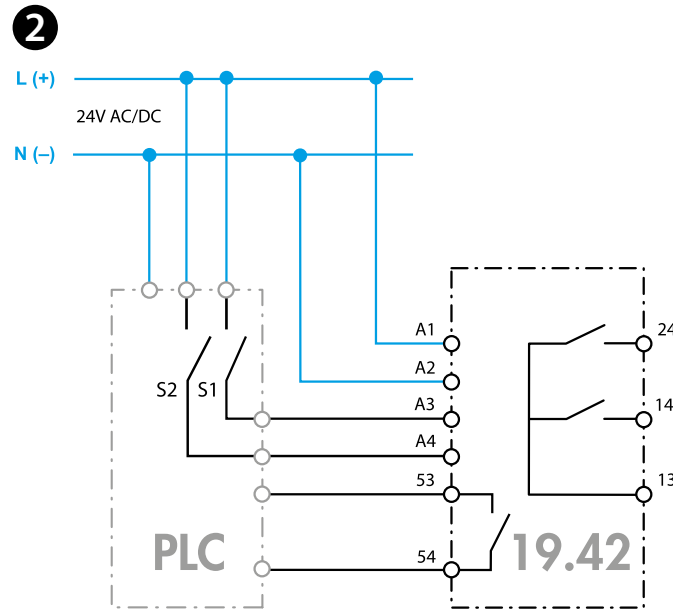 2
L (+)
24V AC/DC
N (–)
A1
24
A2
S2 S1
A3
14
A4
53
13
PLC
19.42
54